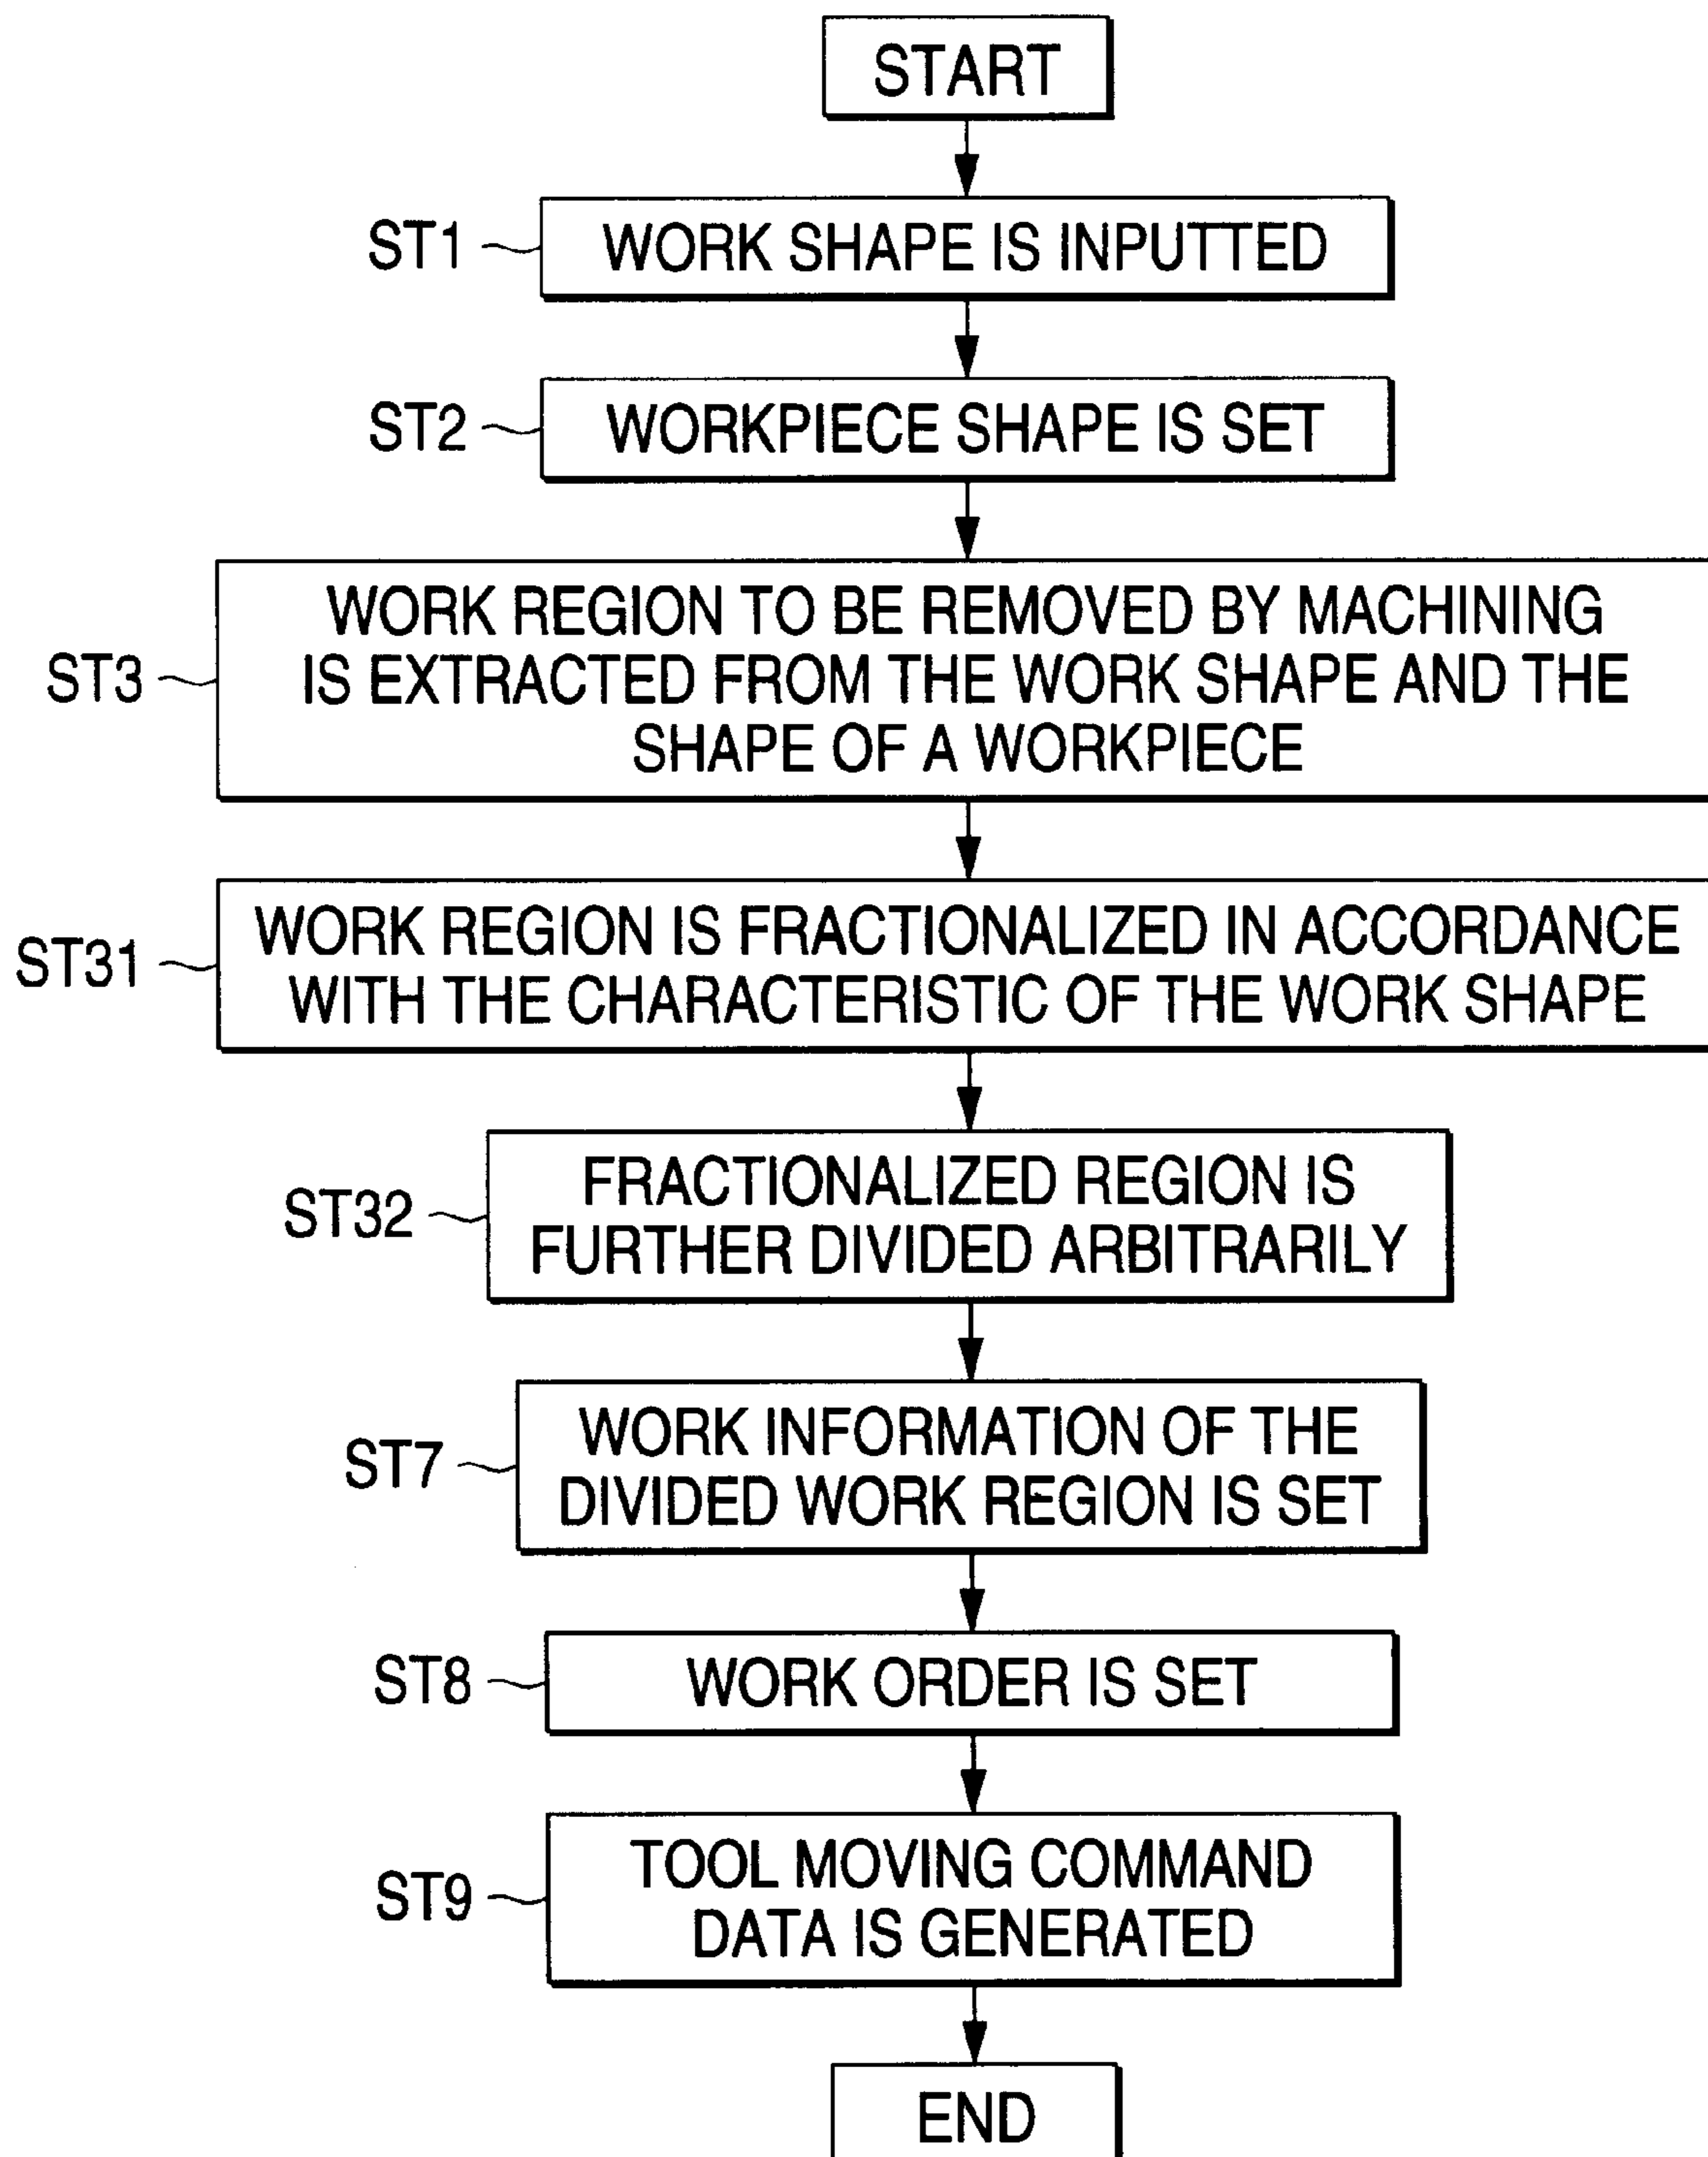 START
ST1
WORK SHAPE IS INPUTTED
ST2
WORKPIECE SHAPE IS SET
ST3
WORK REGION TO BE REMOVED BY MACHINING
IS EXTRACTED FROM THE WORK SHAPE AND THE
SHAPE OF A WORKPIECE
ST31
WORK REGION IS FRACTIONALIZED IN ACCORDANCE
WITH THE CHARACTERISTIC OF THE WORK SHAPE
ST32
FRACTIONALIZED REGION IS
FURTHER DIVIDED ARBITRARILY
ST7
WORK INFORMATION OF THE
DIVIDED WORK REGION IS SET
ST8
WORK ORDER IS SET
ST9
TOOL MOVING COMMAND
DATA IS GENERATED
END